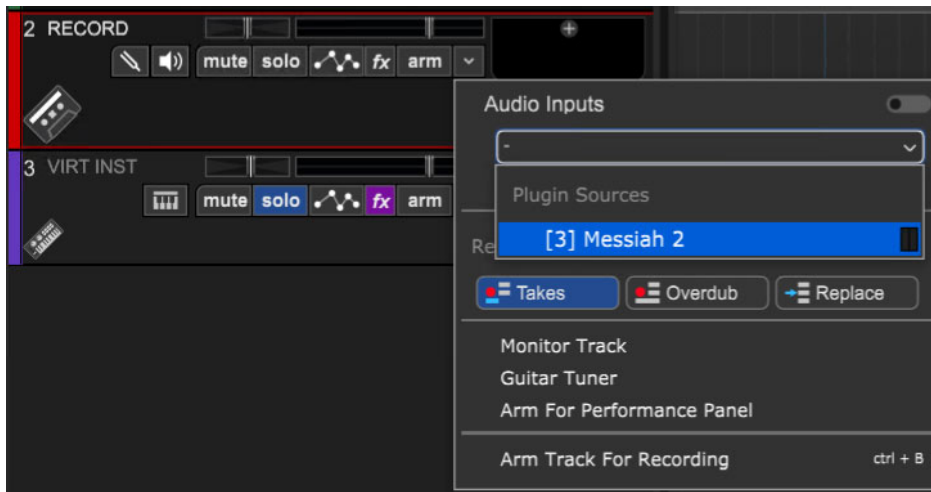 2 RECORD
mute solo fx arm
Audio Inputs
-
3 VIRT INST
mute solo fx arm
Plugin Sources
[3] Messiah 2
Re
Takes Overdub Replace
Monitor Track
Guitar Tuner
Arm For Performance Panel
Arm Track For Recording ctrl + B